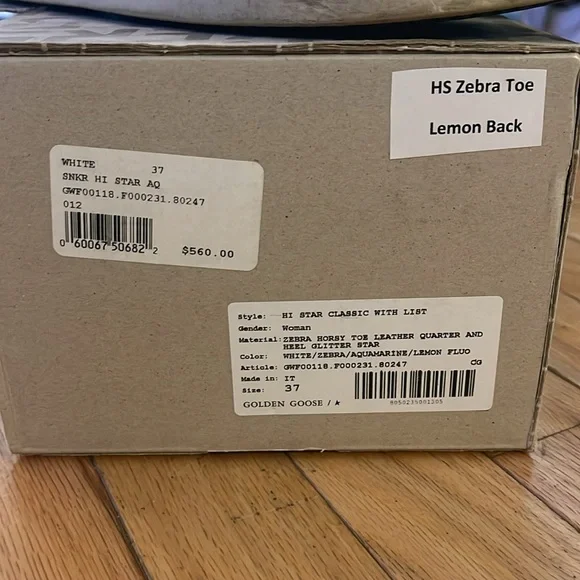 HS Zebra Toe
Lemon Back
WHITE 37
SNKR HI STAR AQ
GWF00118.F000231.80247
012
0 60067 50682 2 $560.00
Style: HI STAR CLASSIC WITH LIST
Gender: Woman
Material: ZEBRA HORSY TOE LEATHER QUARTER AND
HEEL GLITTER STAR
Color: WHITE/ZEBRA/AQUAMARINE/LEMON FLUO
Article: GWF00118.F000231.80247 CG
Made in: IT
Size: 37
GOLDEN GOOSE /